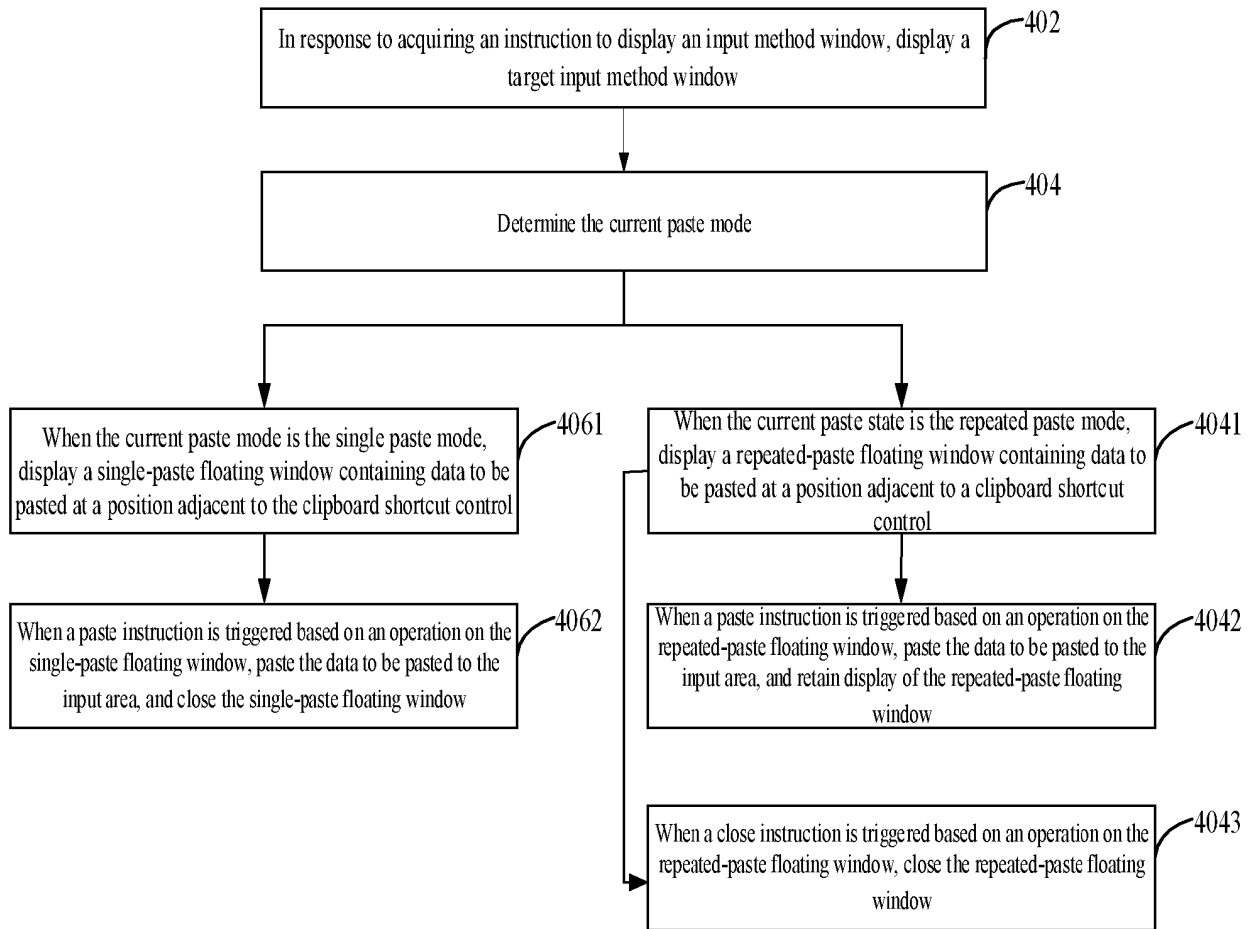 402
In response to acquiring an instruction to display an input method window, display a
target input method window
404
Determine the current paste mode
4061
When the current paste mode is the single paste mode,
display a single-paste floating window containing data to be
pasted at a position adjacent to the clipboard shortcut control
4041
When the current paste state is the repeated paste mode,
display a repeated-paste floating window containing data to
be pasted at a position adjacent to a clipboard shortcut
control
4062
When a paste instruction is triggered based on an operation on the
single-paste floating window, paste the data to be pasted to the
input area, and close the single-paste floating window
4042
When a paste instruction is triggered based on an operation on
the repeated-paste floating window, paste the data to be pasted to
the input area, and retain display of the repeated-paste floating
window
4043
When a close instruction is triggered based on an operation on the
repeated-paste floating window, close the repeated-paste floating
window